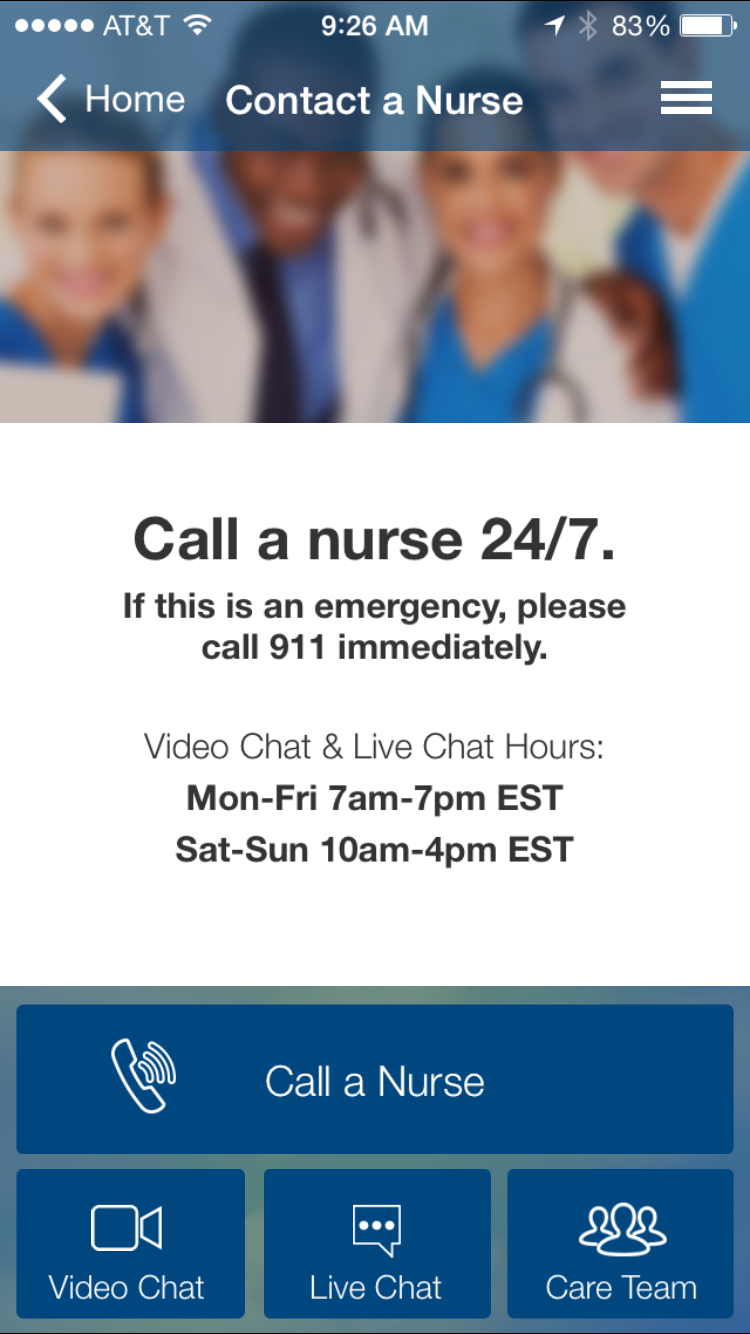 AT&T 9:26 AM 83%
Home Contact a Nurse
Call a nurse 24/7.
If this is an emergency, please
call 911 immediately.
Video Chat & Live Chat Hours:
Mon-Fri 7am-7pm EST
Sat-Sun 10am-4pm EST
Call a Nurse
Video Chat Live Chat Care Team